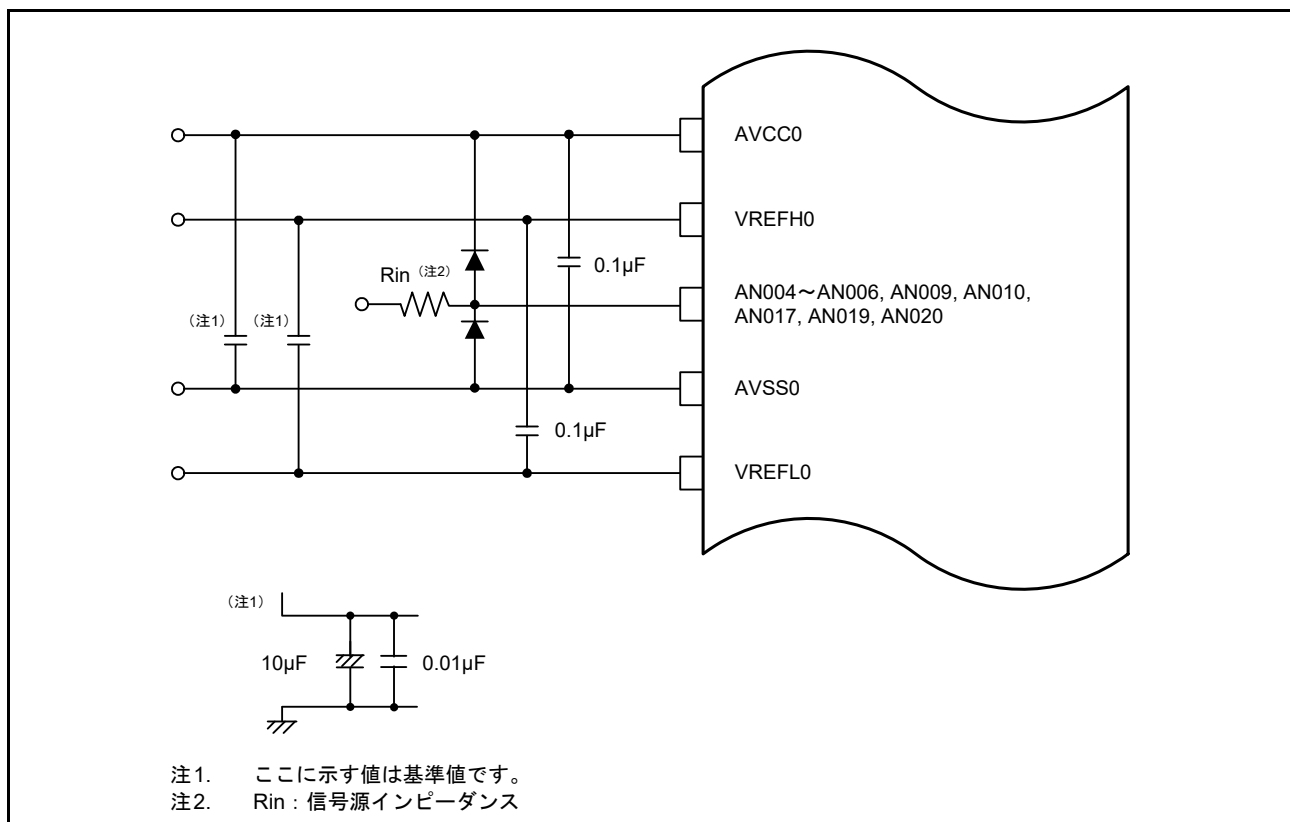 AVCC0
VREFH0
0.1μF
Rin（注2）
AN004～AN006, AN009, AN010,
AN017, AN019, AN020
（注1）
（注1）
AVSS0
0.1μF
VREFL0
（注1）
10μF
0.01μF
注1. ここに示す値は基準値です。
注2. Rin：信号源インピーダンス